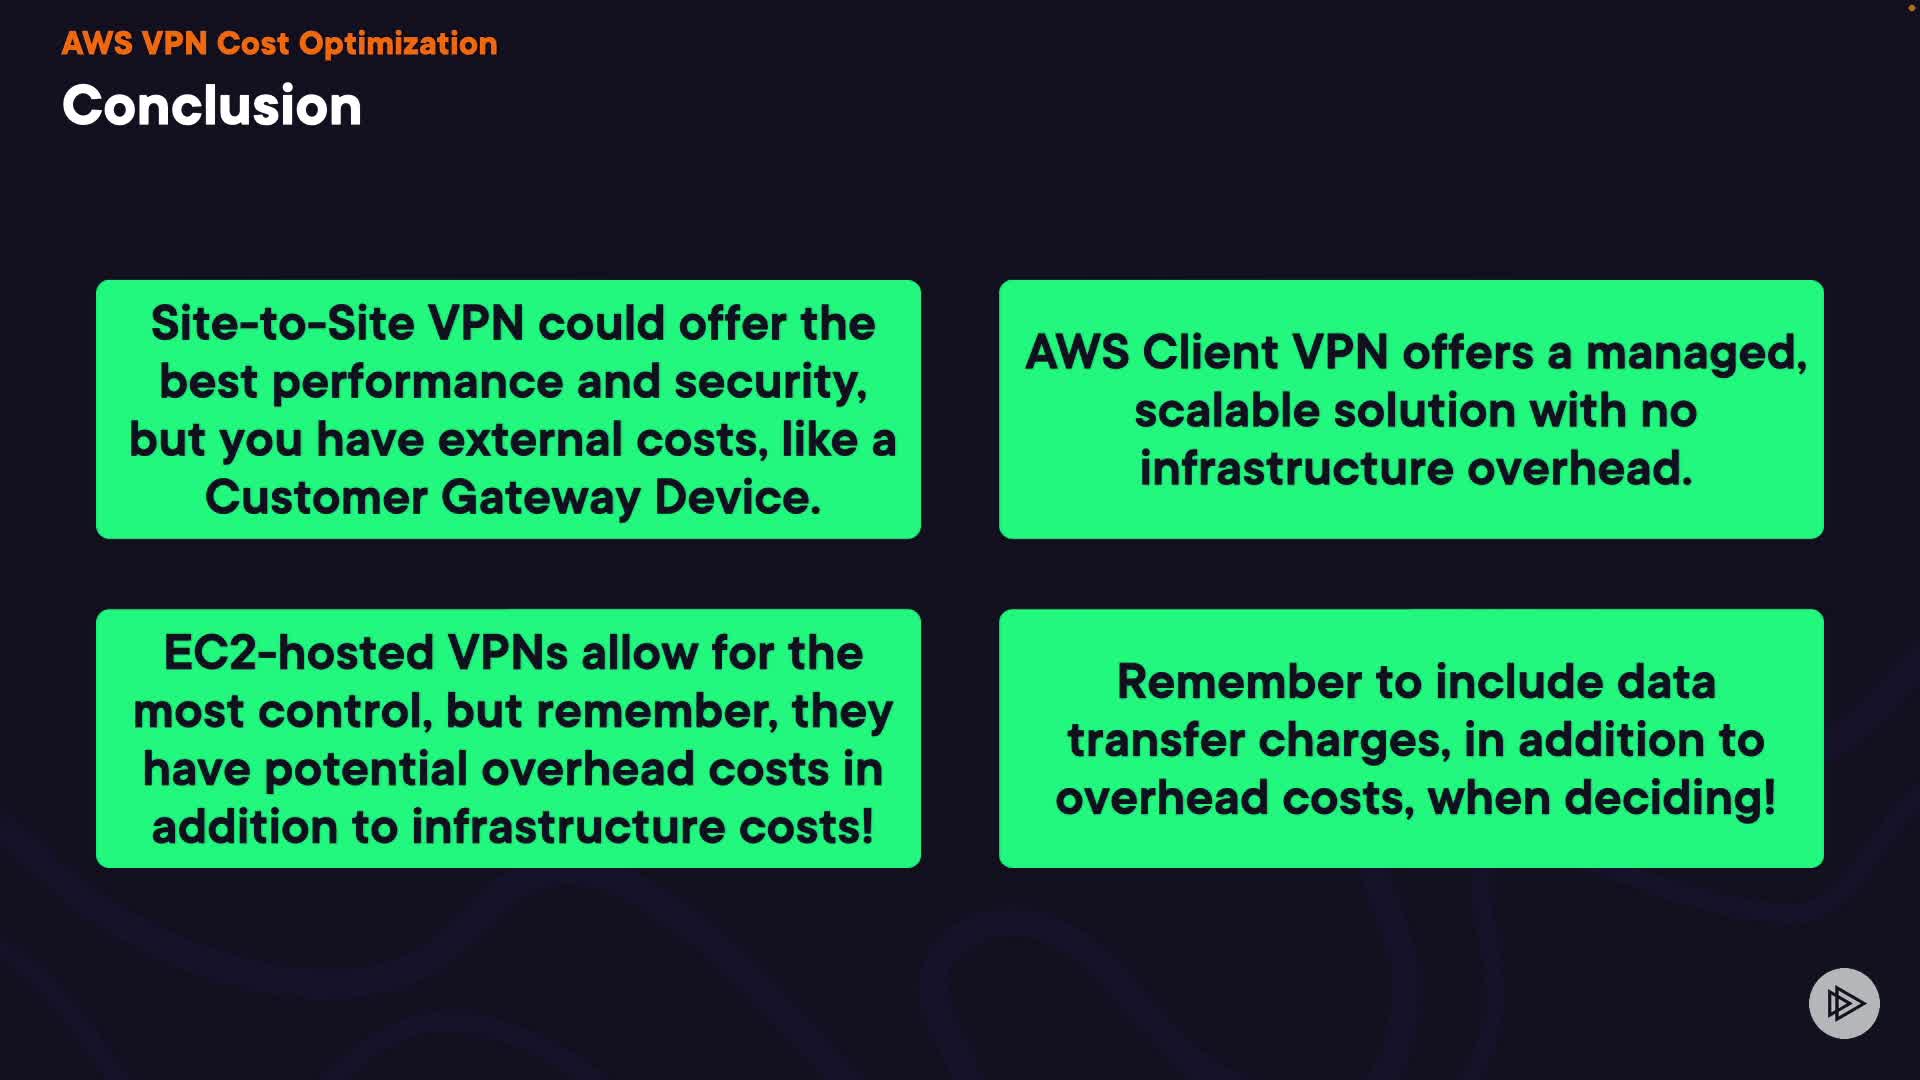 AWS VPN Cost Optimization
Conclusion
Site-to-Site VPN could offer the
best performance and security,
but you have external costs, like a
Customer Gateway Device.
AWS Client VPN offers a managed,
scalable solution with no
infrastructure overhead.
EC2-hosted VPNs allow for the
most control, but remember, they
have potential overhead costs in
addition to infrastructure costs!
Remember to include data
transfer charges, in addition to
overhead costs, when deciding!